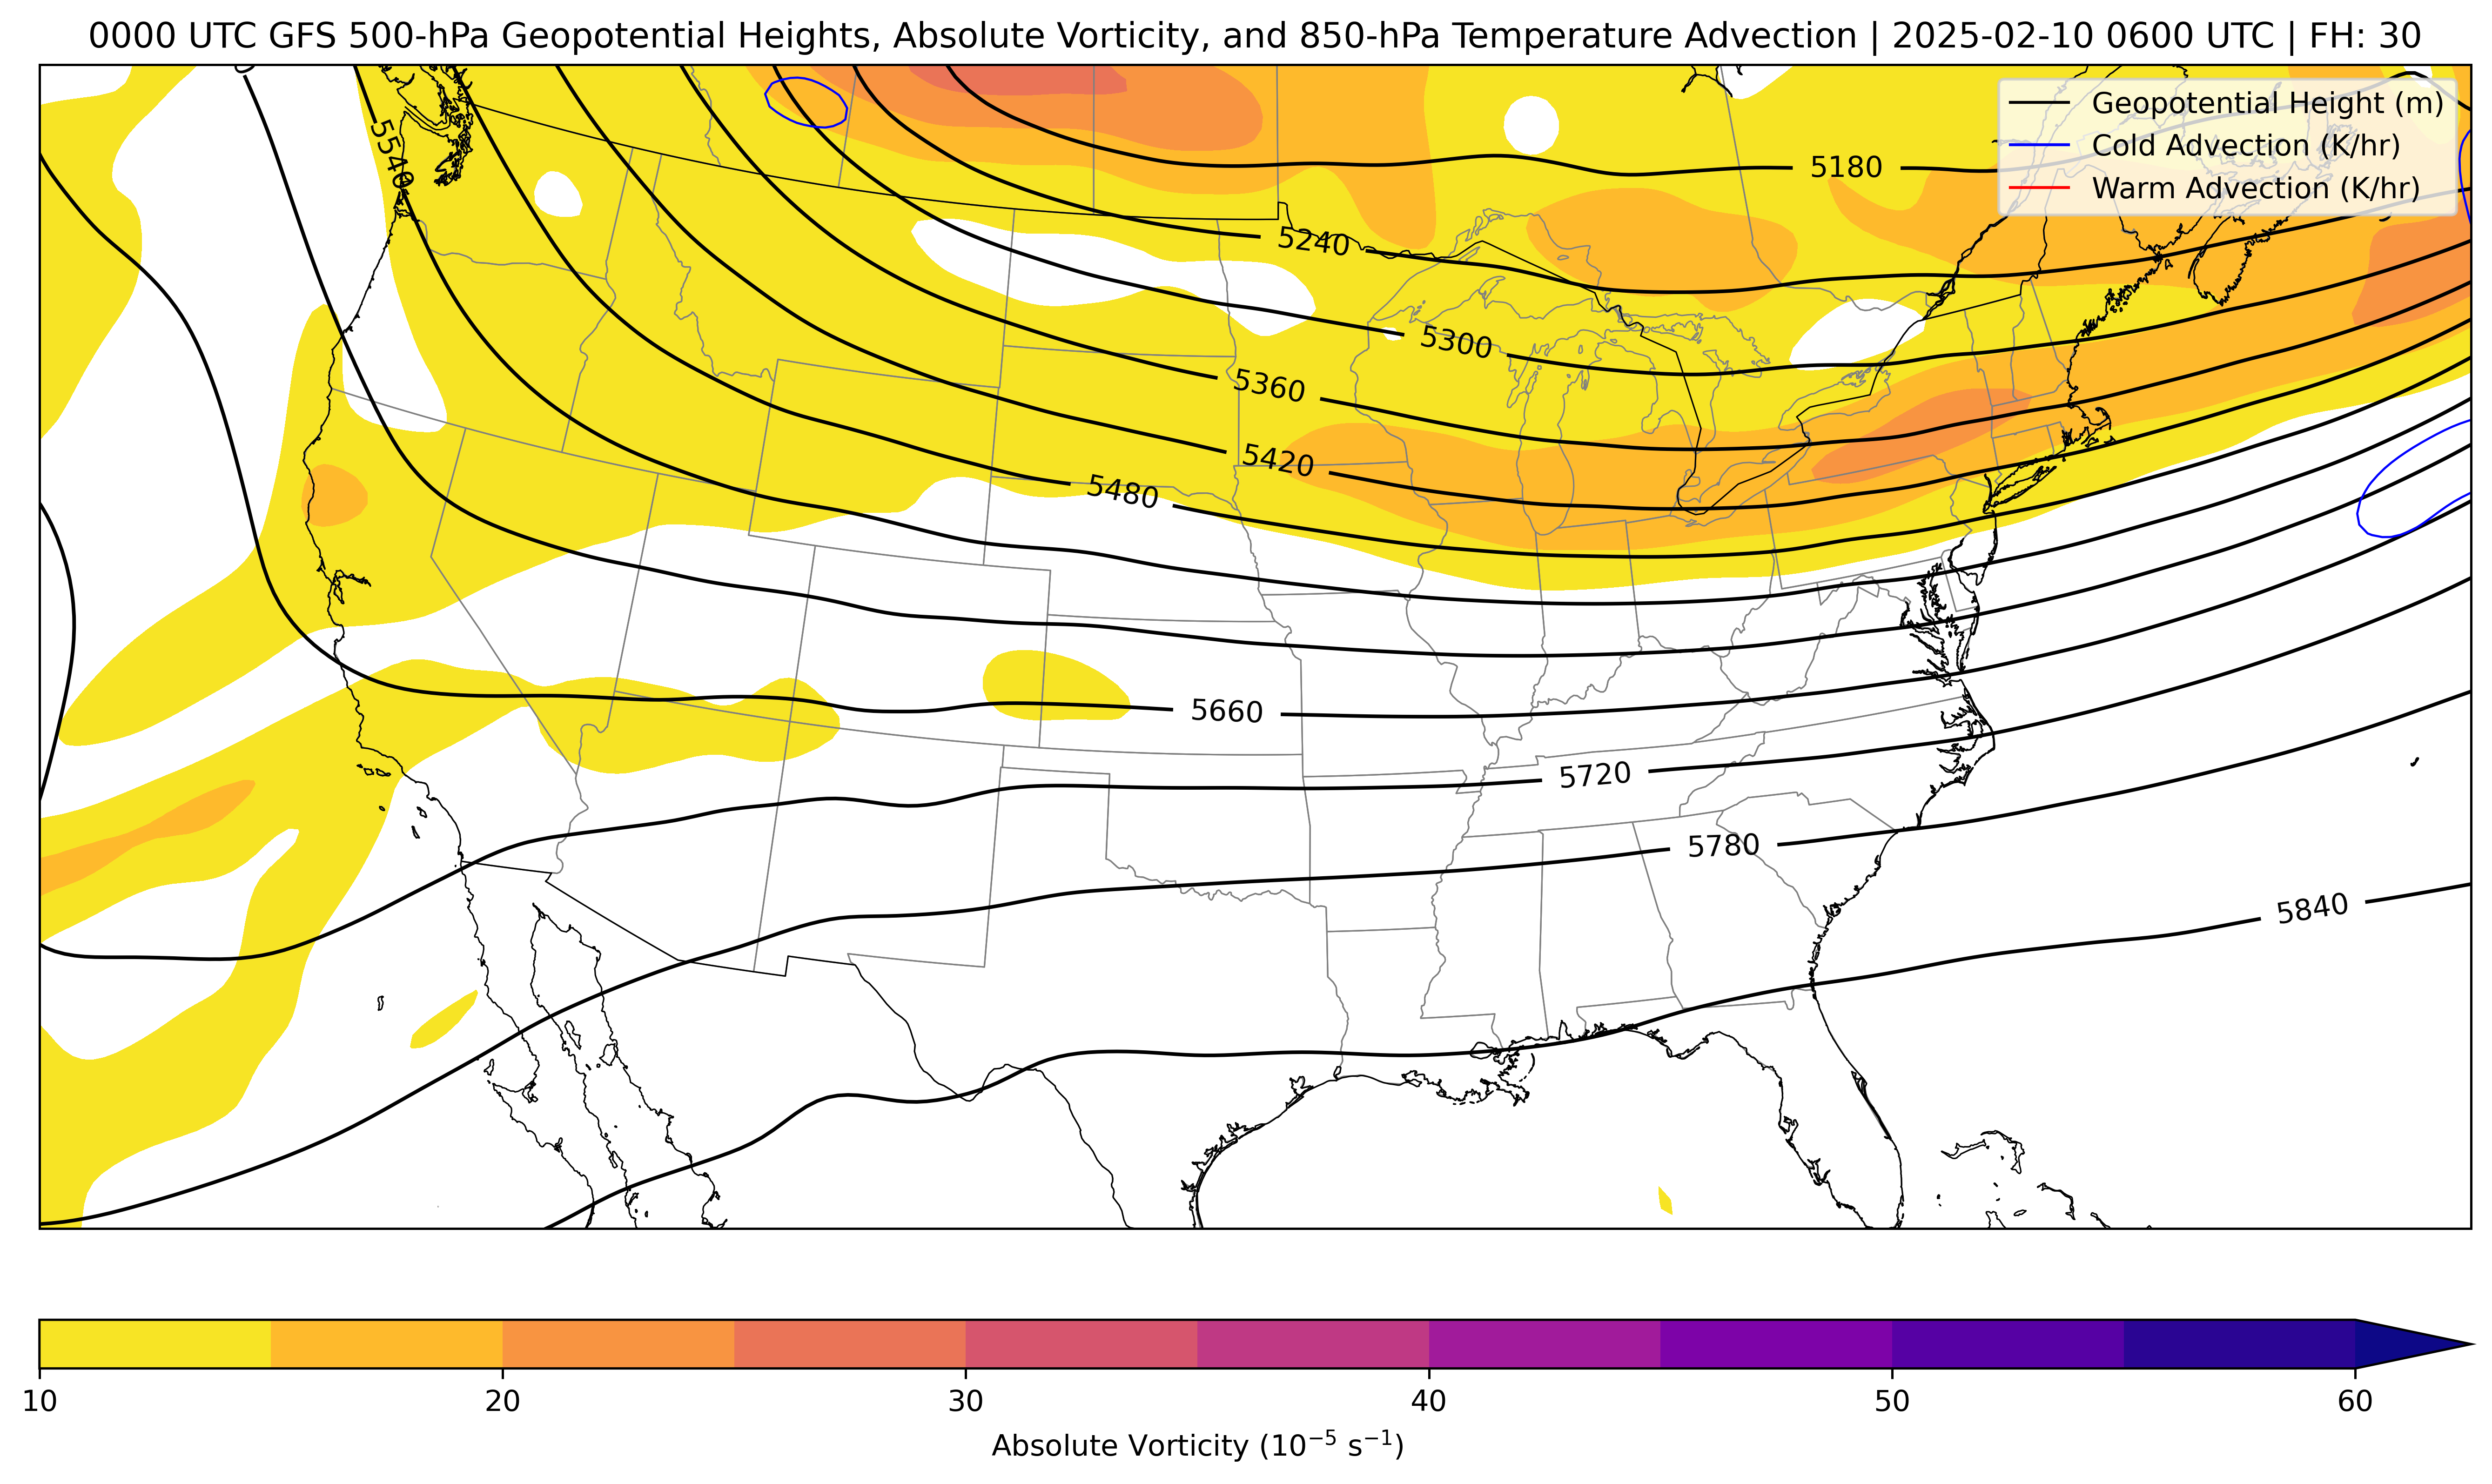 0000 UTC GFS 500-hPa Geopotential Heights, Absolute Vorticity, and 850-hPa Temperature Advection | 2025-02-10 0600 UTC | FH: 30
Geopotential Height (m)
Cold Advection (K/hr)
Warm Advection (K/hr)
5540
5180
5240
5300
5360
5420
5480
5660
5720
5780
5840
10 20 30 40 50 60
Absolute Vorticity (10⁻⁵ s⁻¹)